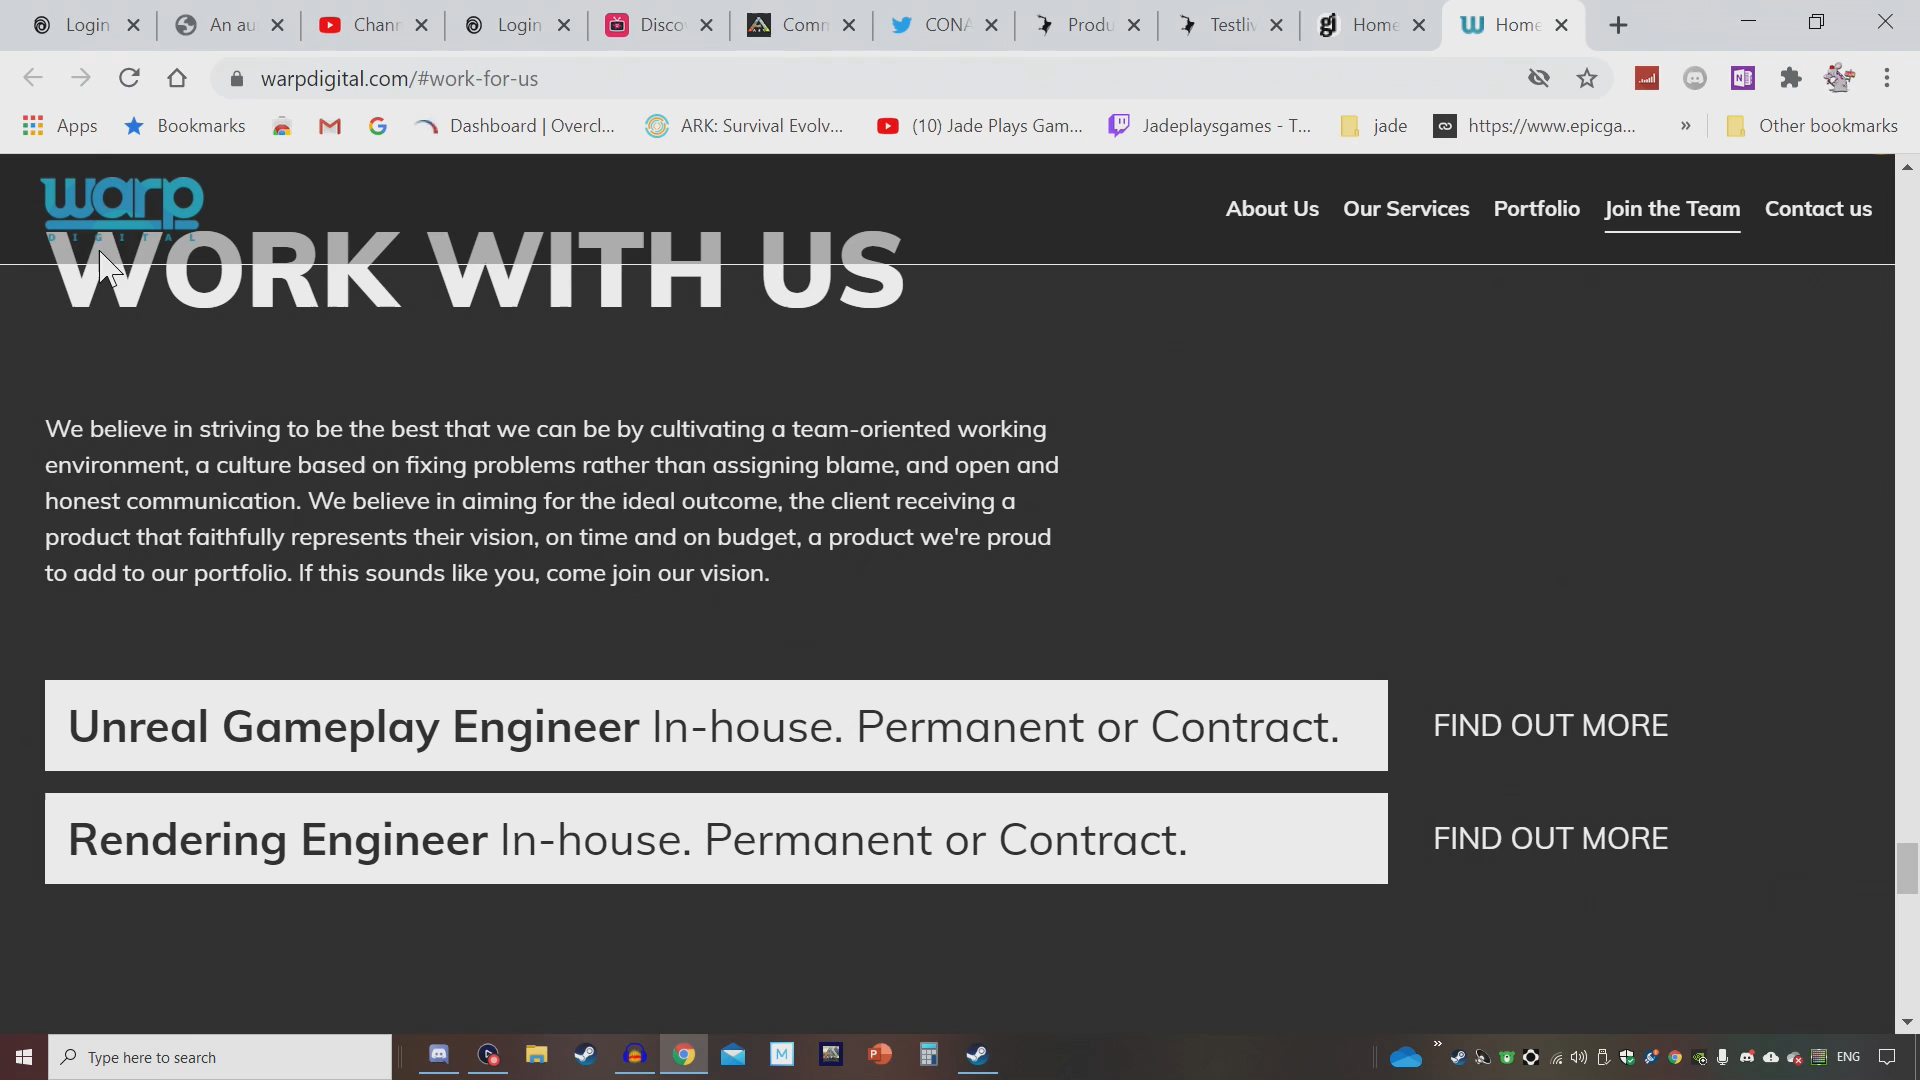 Login
An au
Chann
Login
Disco
Comm
CONA
Produ
Testliv
Home
Home
warpdigital.com/#work-for-us
Apps
Bookmarks
Dashboard | Overcl...
ARK: Survival Evolv...
(10) Jade Plays Gam...
Jadeplaysgames - T...
jade
https://www.epicga...
Other bookmarks
warp
DIGITAL
About Us
Our Services
Portfolio
Join the Team
Contact us
WORK WITH US
We believe in striving to be the best that we can be by cultivating a team-oriented working
environment, a culture based on fixing problems rather than assigning blame, and open and
honest communication. We believe in aiming for the ideal outcome, the client receiving a
product that faithfully represents their vision, on time and on budget, a product we're proud
to add to our portfolio. If this sounds like you, come join our vision.
Unreal Gameplay Engineer In-house. Permanent or Contract.
FIND OUT MORE
Rendering Engineer In-house. Permanent or Contract.
FIND OUT MORE
Type here to search
ENG